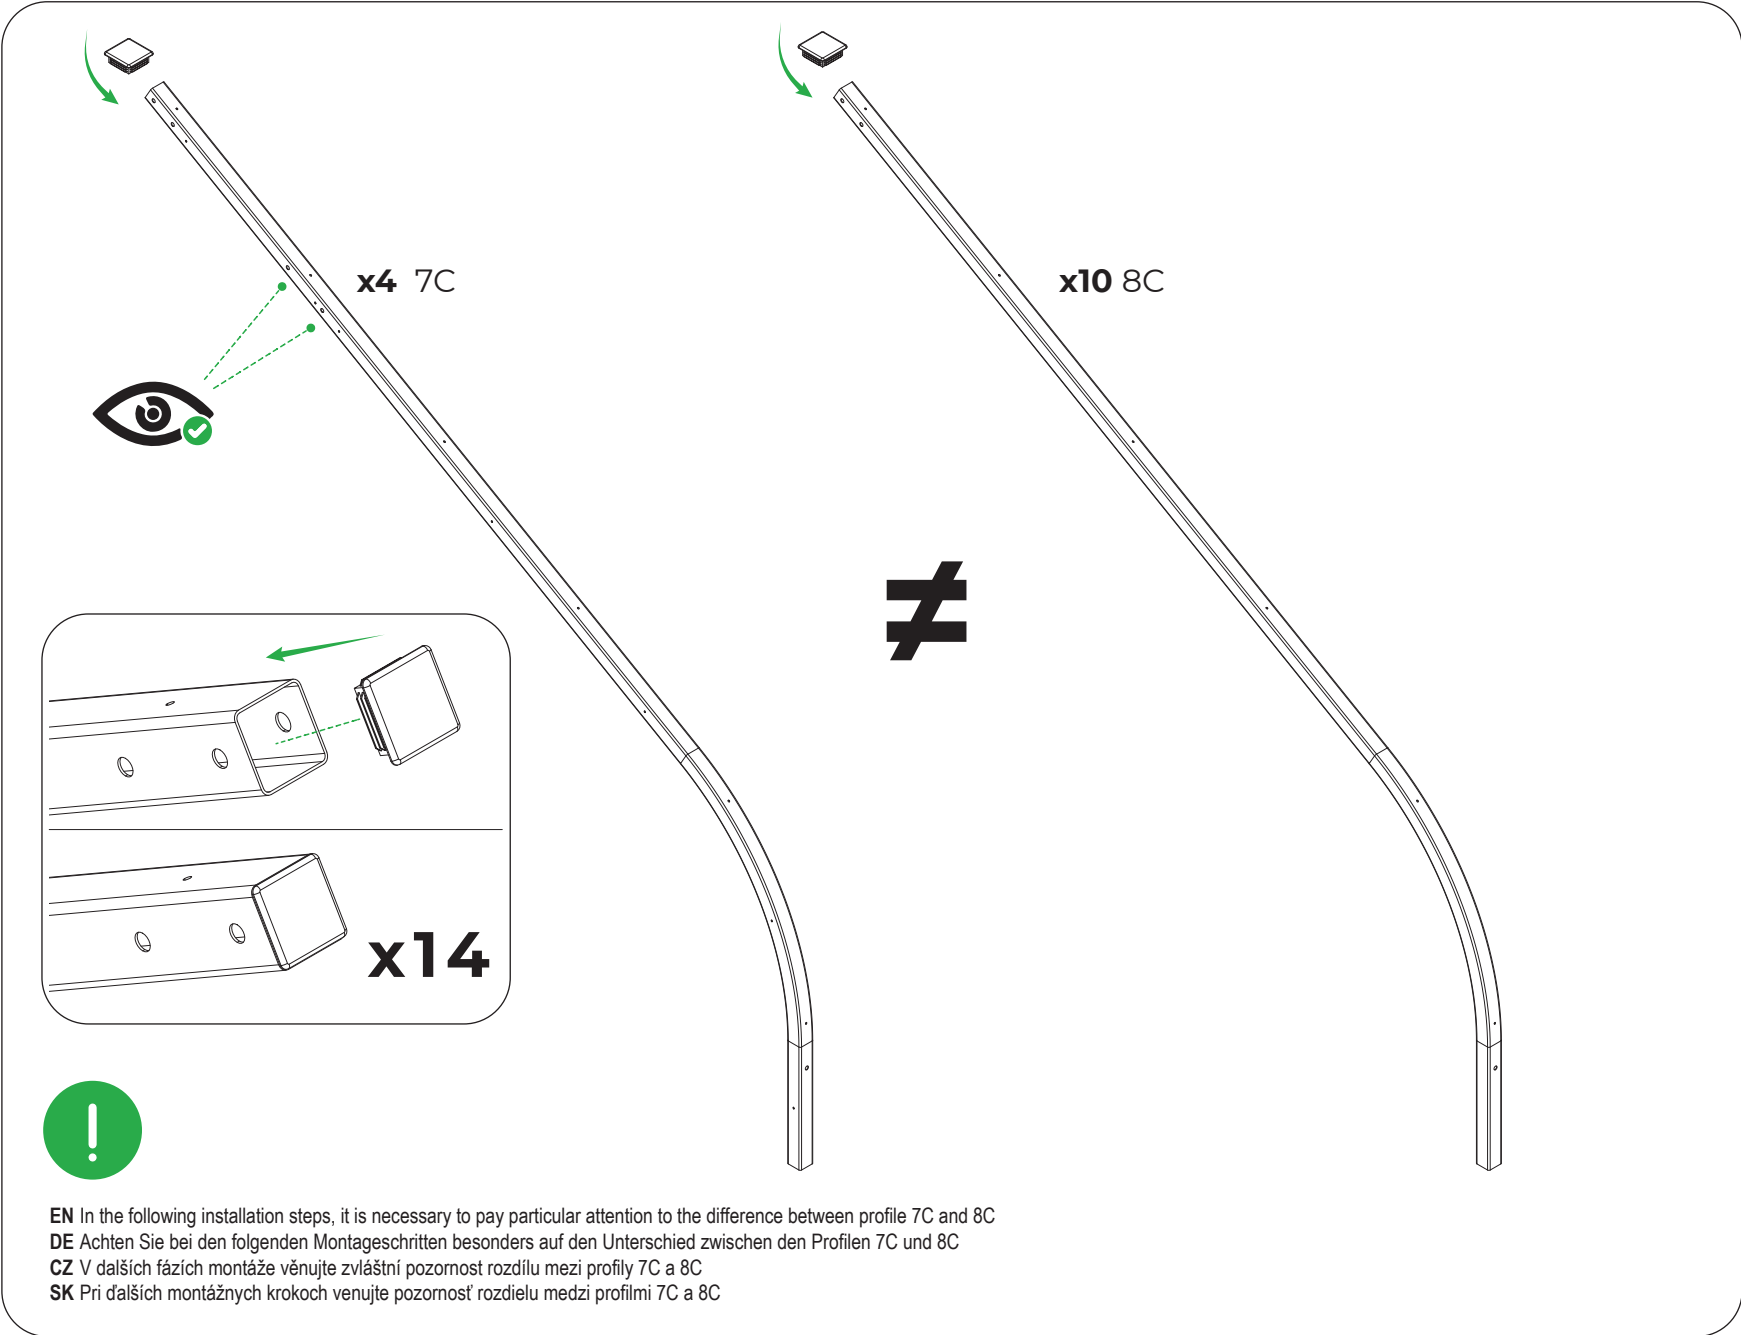 x4 7C
x10 8C
≠
x14
!
EN In the following installation steps, it is necessary to pay particular attention to the difference between profile 7C and 8C
DE Achten Sie bei den folgenden Montageschritten besonders auf den Unterschied zwischen den Profilen 7C und 8C
CZ V dalších fázích montáže věnujte zvláštní pozornost rozdílu mezi profily 7C a 8C
SK Pri ďalších montážnych krokoch venujte pozornosť rozdielu medzi profilmi 7C a 8C